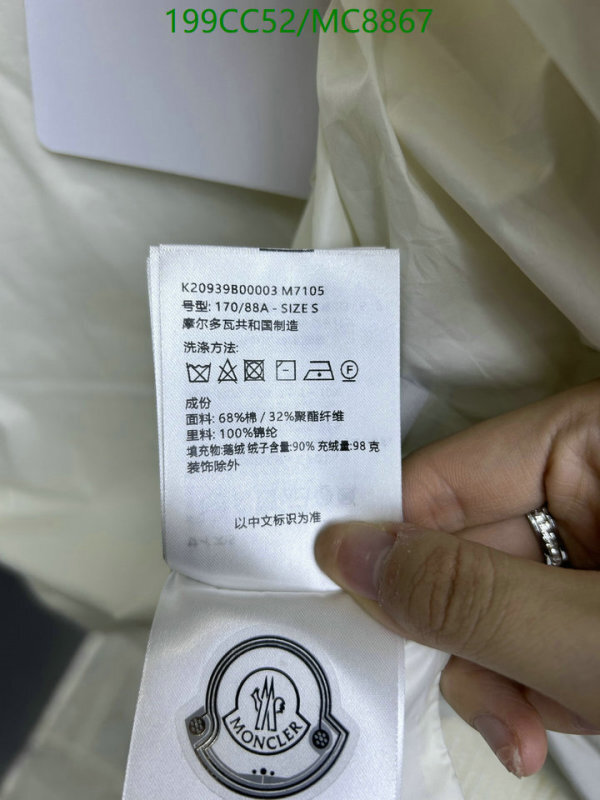 199CC52/MC8867
K20939B00003 M7105
号型: 170/88A - SIZE S
摩尔多瓦共和国制造
洗涤方法:
F
成份
面料: 68%棉 / 32%聚酯纤维
里料: 100%锦纶
填充物:鹅绒 绒子含量:90% 充绒量:98 克
装饰除外
以中文标识为准
MONCLER